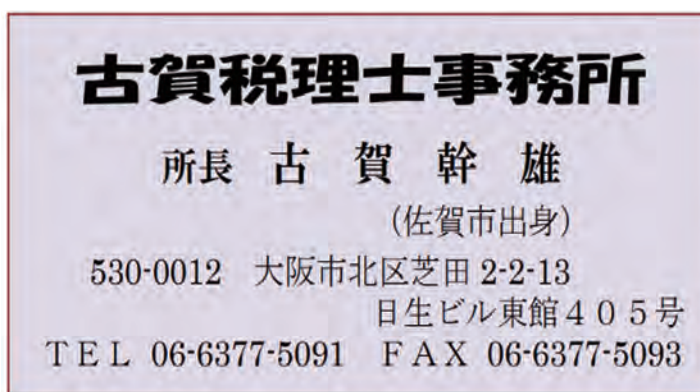 古賀税理士事務所
所長 古賀幹雄
(佐賀市出身)
530-0012 大阪市北区芝田2-2-13
日生ビル東館405号
TEL 06-6377-5091 FAX 06-6377-5093